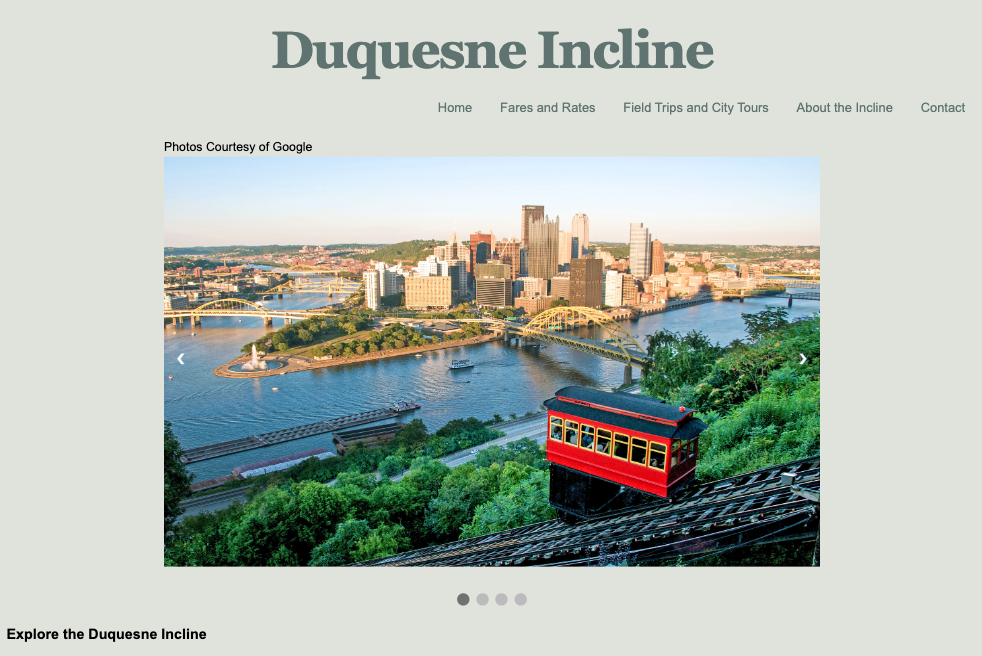 Duquesne Incline
Home Fares and Rates Field Trips and City Tours About the Incline Contact
Photos Courtesy of Google
❮ ❯
Explore the Duquesne Incline